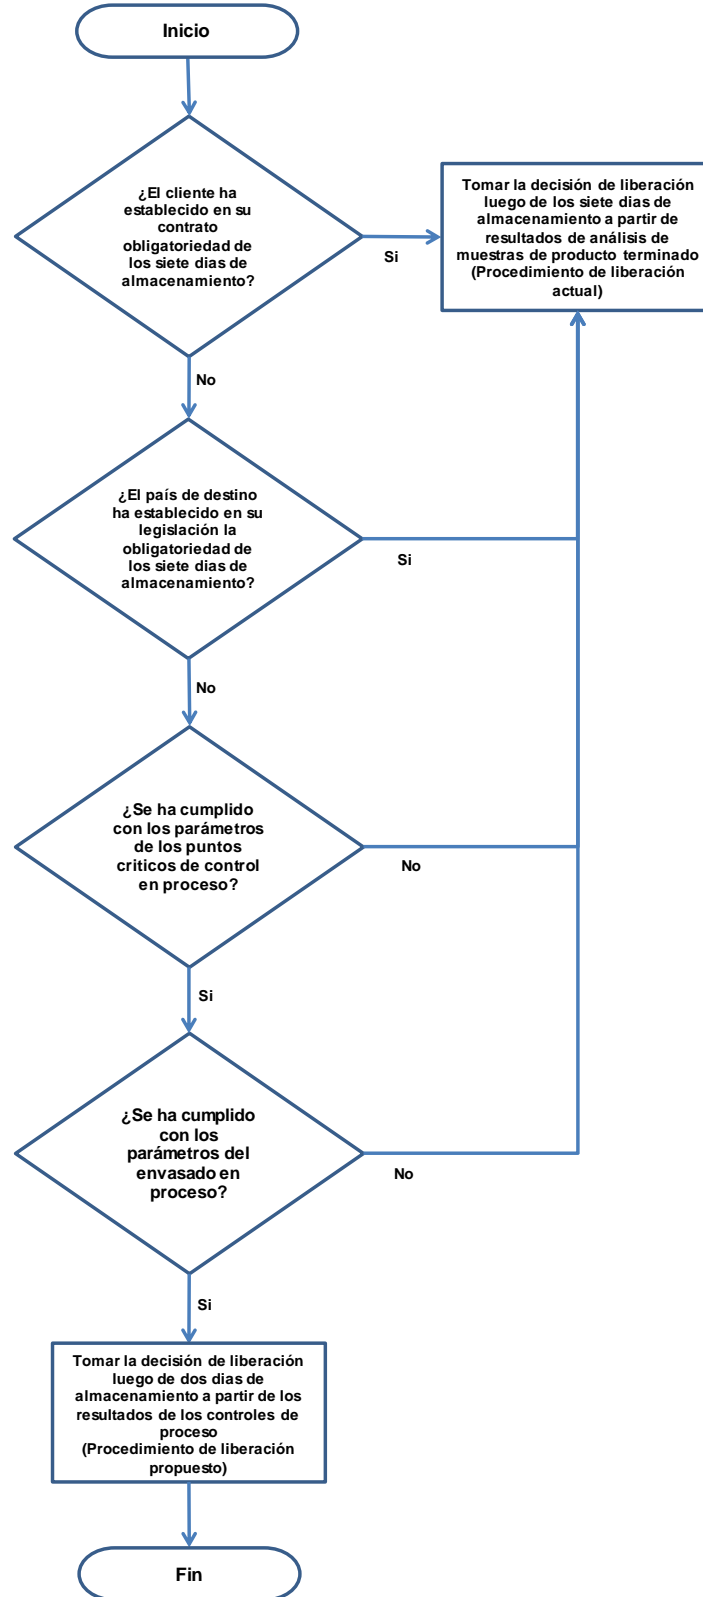 Inicio
¿El cliente ha
establecido en su
contrato
obligatoriedad de
los siete dias de
almacenamiento?
Si
Tomar la decisión de liberación
luego de los siete dias de
almacenamiento a partir de
resultados de análisis de
muestras de producto terminado
(Procedimiento de liberación
actual)
No
¿El país de destino
ha establecido en su
legislación la
obligatoriedad de
los siete dias de
almacenamiento?
Si
No
¿Se ha cumplido
con los parámetros
de los puntos
criticos de control
en proceso?
No
Si
¿Se ha cumplido
con los
parámetros del
envasado en
proceso?
No
Si
Tomar la decisión de liberación
luego de dos dias de
almacenamiento a partir de los
resultados de los controles de
proceso
(Procedimiento de liberación
propuesto)
Fin